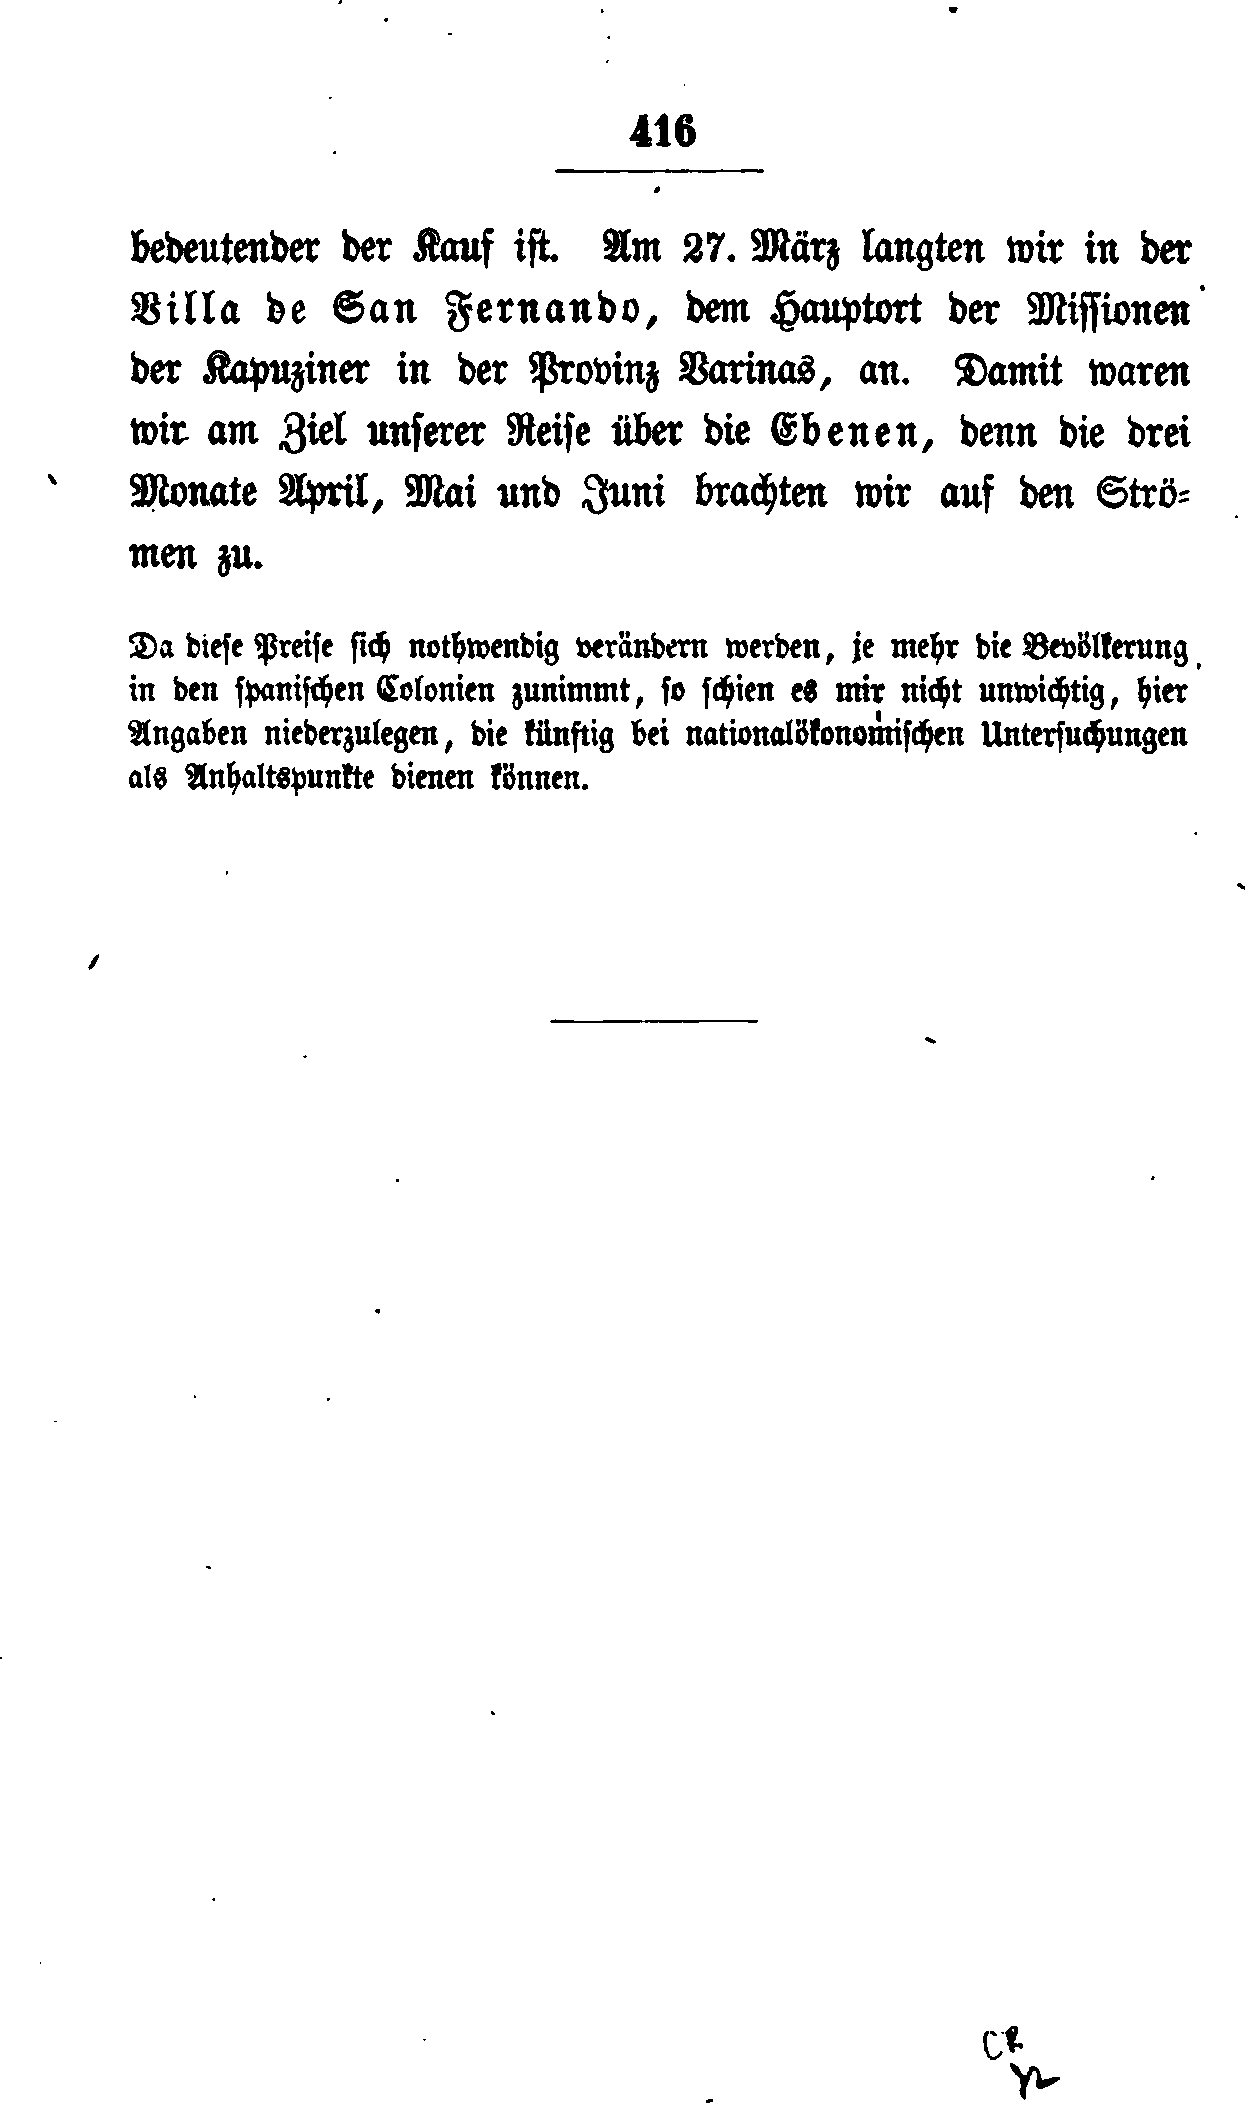 416
bedeutender der Kauf ist. Am 27. März langten wir in der
Villa de San Fernando, dem Hauptort der Missionen
der Kapuziner in der Provinz Varinas, an. Damit waren
wir am Ziel unserer Reise über die Ebenen, denn die drei
Monate April, Mai und Juni brachten wir auf den Strö-
men zu.
Da diese Preise sich nothwendig verändern werden, je mehr die Bevölkerung
in den spanischen Colonien zunimmt, so schien es mir nicht unwichtig, hier
Angaben niederzulegen, die künftig bei nationalökonomischen Untersuchungen
als Anhaltspunkte dienen können.